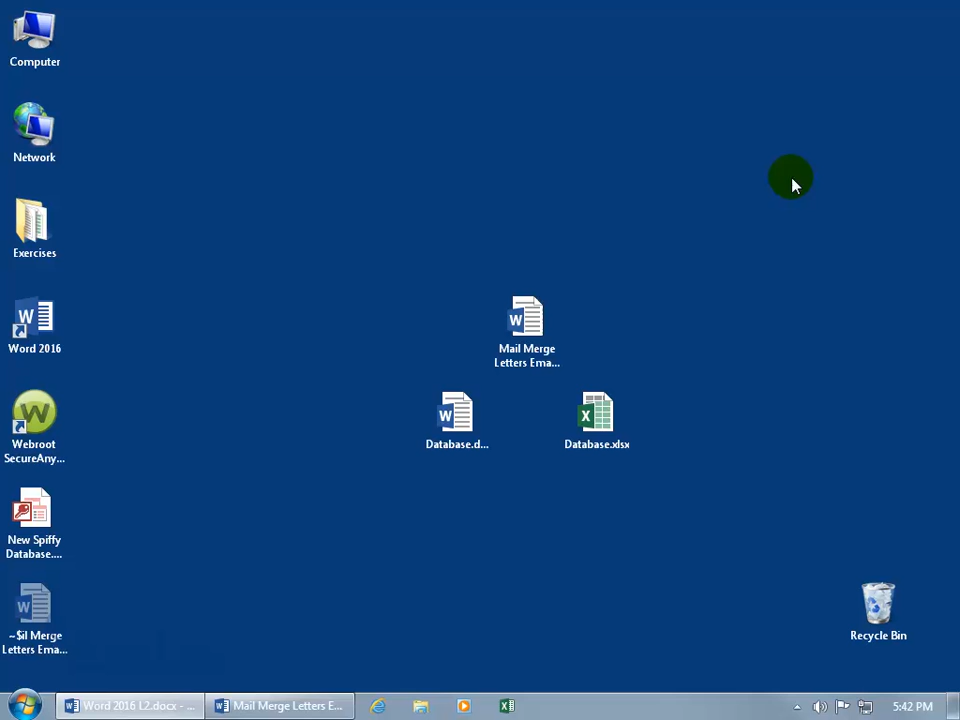 Computer
Network
Exercises
Word 2016
Webroot
SecureAny...
New Spiffy
Database....
~$il Merge
Letters Ema...
Mail Merge
Letters Ema...
Database.d...
Database.xlsx
Recycle Bin
Word 2016 L2.docx - ...
Mail Merge Letters E...
5:42 PM